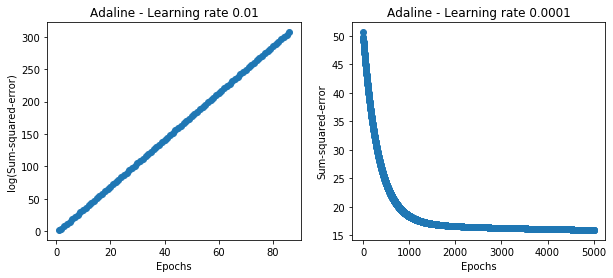 Adaline - Learning rate 0.01
log(Sum-squared-error)
300
250
200
150
100
50
0
0 20 40 60 80
Epochs
Adaline - Learning rate 0.0001
Sum-squared-error
50
45
40
35
30
25
20
15
0 1000 2000 3000 4000 5000
Epochs